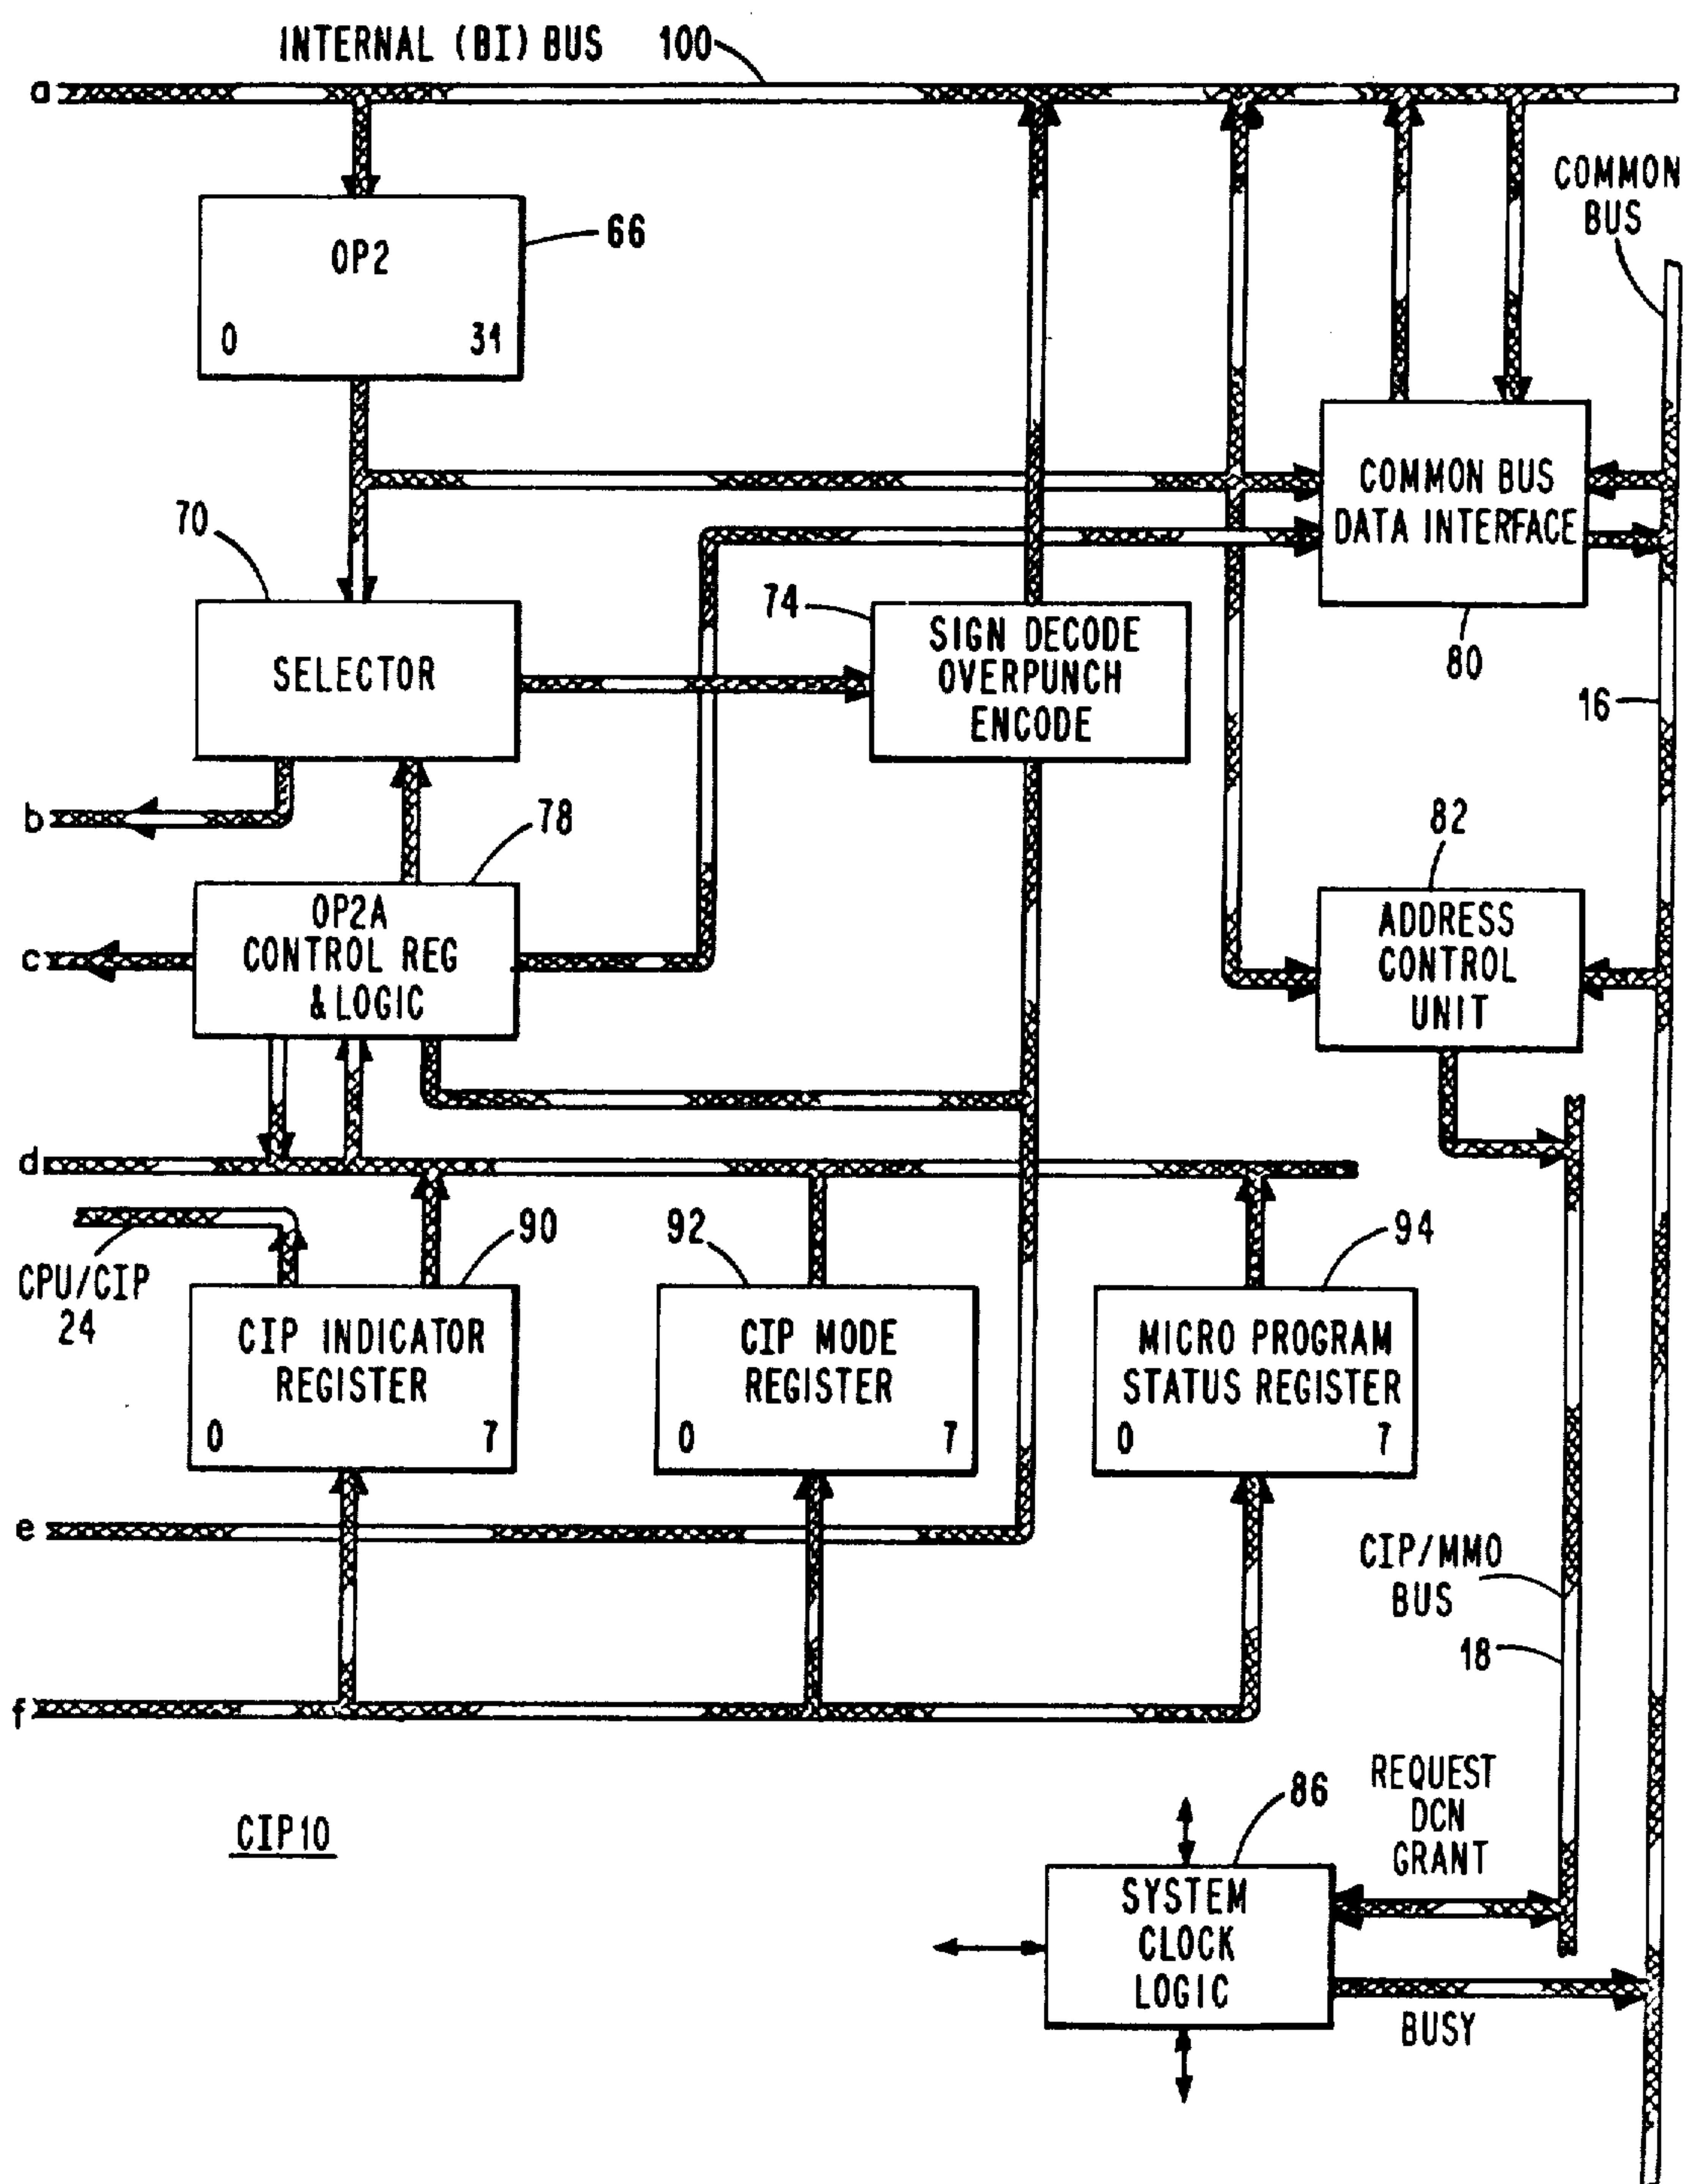 INTERNAL (BI) BUS 100
a
COMMON
BUS
OP2
66
0 31
COMMON BUS
DATA INTERFACE
80
70
SELECTOR
74
SIGN DECODE
OVERPUNCH
ENCODE
16
b
78
OP2A
CONTROL REG
& LOGIC
c
82
ADDRESS
CONTROL
UNIT
d
CPU/CIP
24
90
CIP INDICATOR
REGISTER
0 7
92
CIP MODE
REGISTER
0 7
94
MICRO PROGRAM
STATUS REGISTER
0 7
e
CIP/MMO
BUS
18
f
CIP10
86
SYSTEM
CLOCK
LOGIC
REQUEST
DCN
GRANT
BUSY